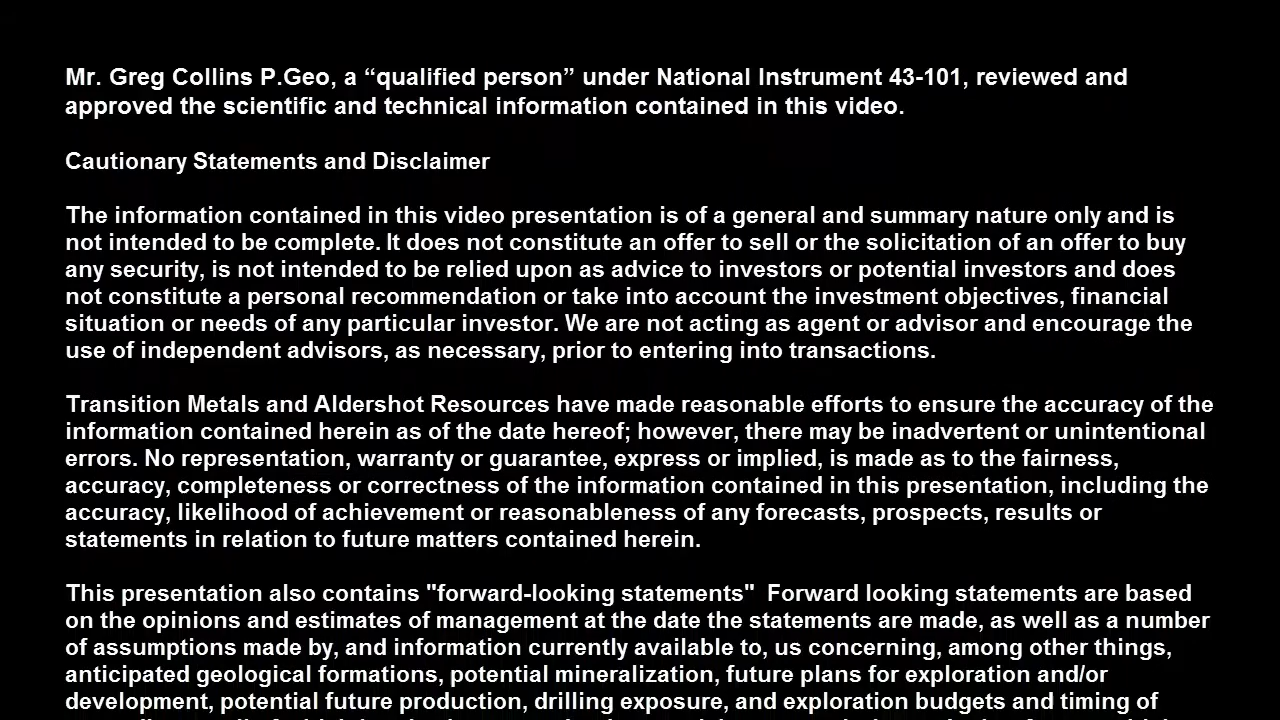 Mr. Greg Collins P.Geo, a “qualified person” under National Instrument 43-101, reviewed and
approved the scientific and technical information contained in this video.
Cautionary Statements and Disclaimer
The information contained in this video presentation is of a general and summary nature only and is
not intended to be complete. It does not constitute an offer to sell or the solicitation of an offer to buy
any security, is not intended to be relied upon as advice to investors or potential investors and does
not constitute a personal recommendation or take into account the investment objectives, financial
situation or needs of any particular investor. We are not acting as agent or advisor and encourage the
use of independent advisors, as necessary, prior to entering into transactions.
Transition Metals and Aldershot Resources have made reasonable efforts to ensure the accuracy of the
information contained herein as of the date hereof; however, there may be inadvertent or unintentional
errors. No representation, warranty or guarantee, express or implied, is made as to the fairness,
accuracy, completeness or correctness of the information contained in this presentation, including the
accuracy, likelihood of achievement or reasonableness of any forecasts, prospects, results or
statements in relation to future matters contained herein.
This presentation also contains "forward-looking statements"  Forward looking statements are based
on the opinions and estimates of management at the date the statements are made, as well as a number
of assumptions made by, and information currently available to, us concerning, among other things,
anticipated geological formations, potential mineralization, future plans for exploration and/or
development, potential future production, drilling exposure, and exploration budgets and timing of